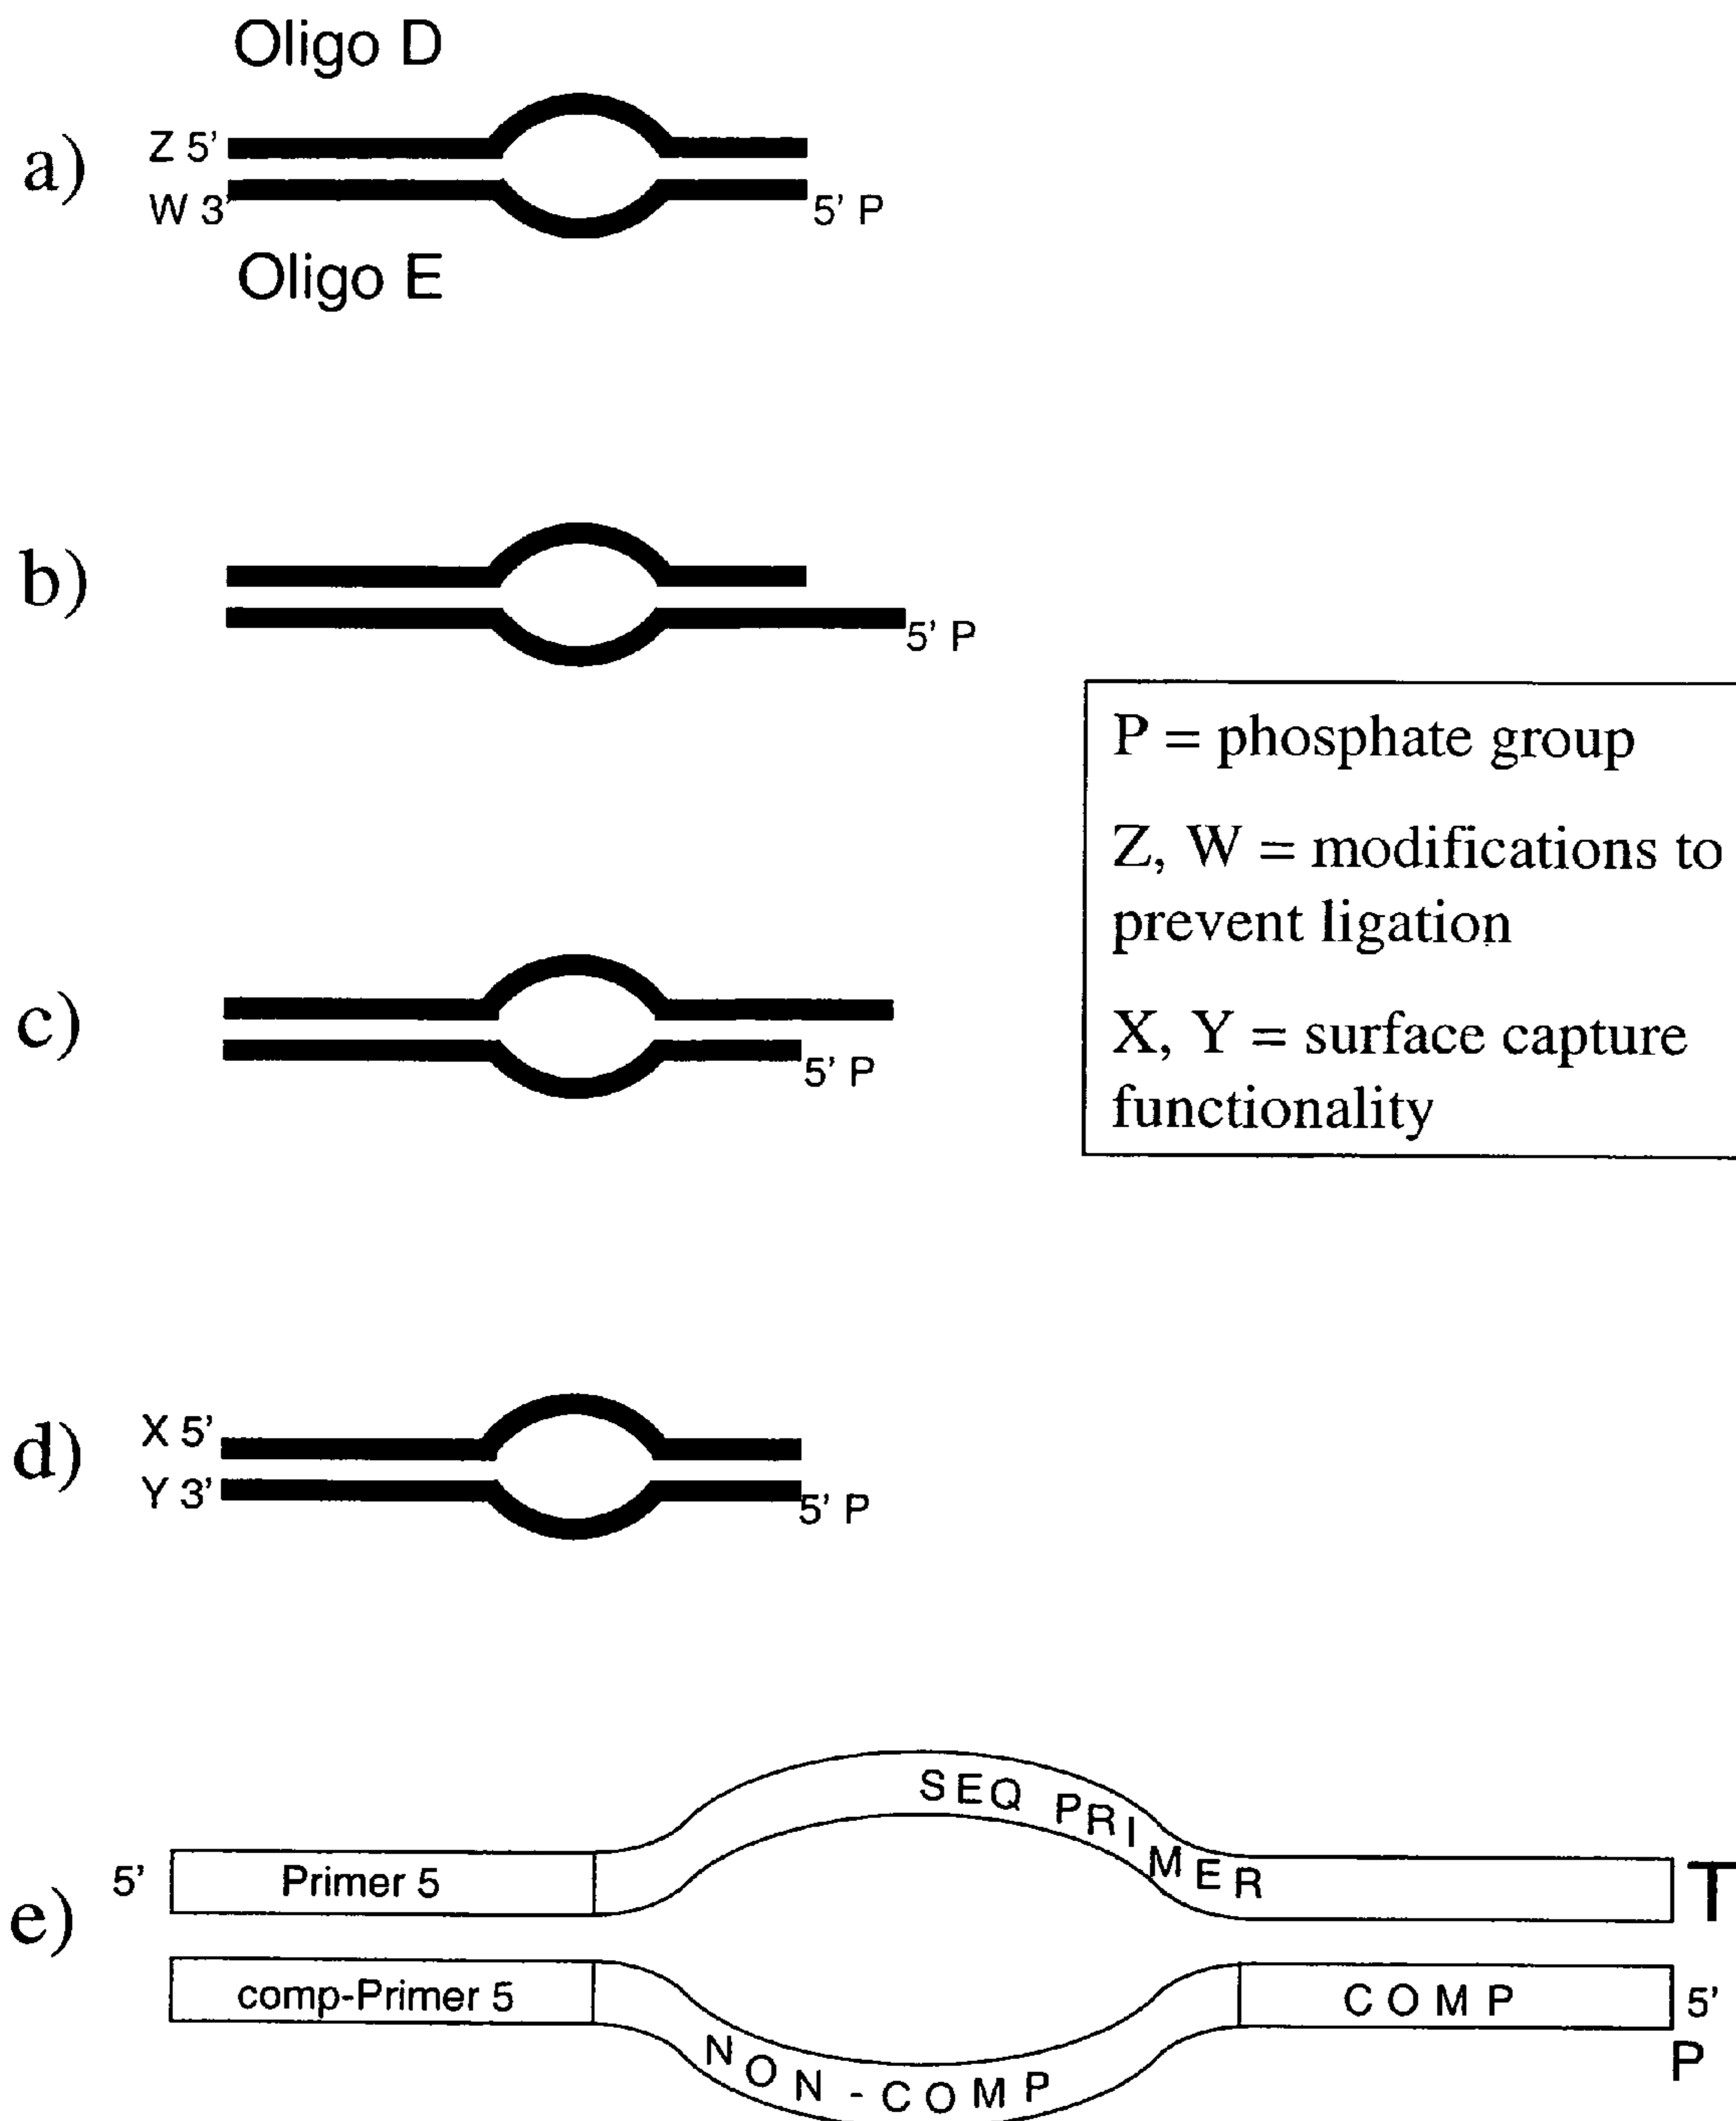 Oligo D
a)
Z 5'
W 3'
5' P
Oligo E
b)
5' P
P = phosphate group
Z, W = modifications to
prevent ligation
X, Y = surface capture
functionality
c)
5' P
d)
X 5'
Y 3'
5' P
e)
5'
Primer 5
SEQ PRIMER
T
comp-Primer 5
NON-COMP
COMP
5'
P